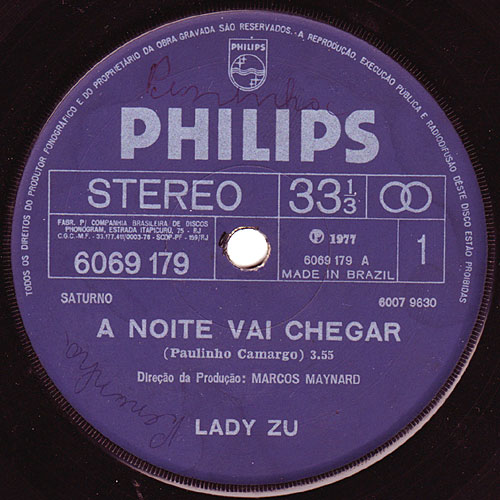 TODOS OS DIREITOS DO PRODUTOR FONOGRÁFICO E DO PROPRIETÁRIO DA OBRA GRAVADA SÃO RESERVADOS. A REPRODUÇÃO, EXECUÇÃO PÚBLICA E RADIODIFUSÃO DESTE DISCO ESTÃO PROIBIDAS
PHILIPS
PHILIPS
STEREO 33 1/3
FABR. P/ COMPANHIA BRASILEIRA DE DISCOS
PHONOGRAM, ESTRADA ITAPICURÚ, 25 - RJ
6069 179
P 1977
6069 179 A
MADE IN BRAZIL
1
SATURNO 6007 9830
A NOITE VAI CHEGAR
(Paulinho Camargo) 3.55
Direção da Produção: MARCOS MAYNARD
LADY ZU